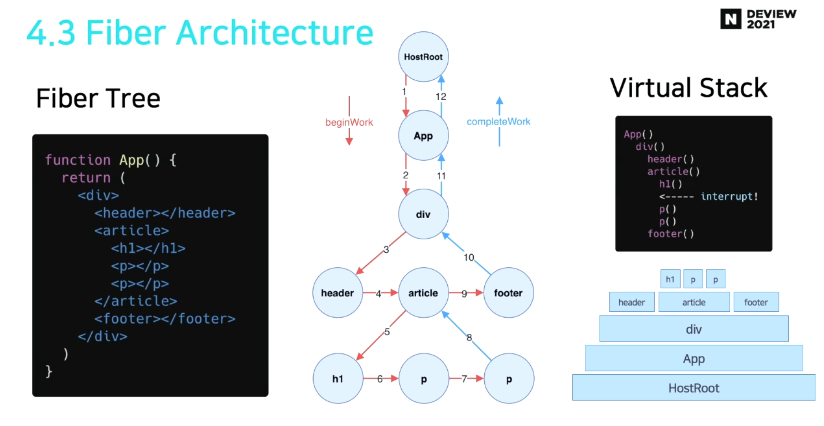 4.3 Fiber Architecture
N DEVIEW
2021
Fiber Tree
function App() {
return (
<div>
<header></header>
<article>
<h1></h1>
<p></p>
<p></p>
</article>
<footer></footer>
</div>
)
}
HostRoot
1
12
beginWork
completeWork
App
2
11
div
3
10
header
4
article
9
footer
5
8
h1
6
p
7
p
Virtual Stack
App()
div()
header()
article()
h1()
<----- interrupt!
p()
p()
footer()
h1 p p
header article footer
div
App
HostRoot